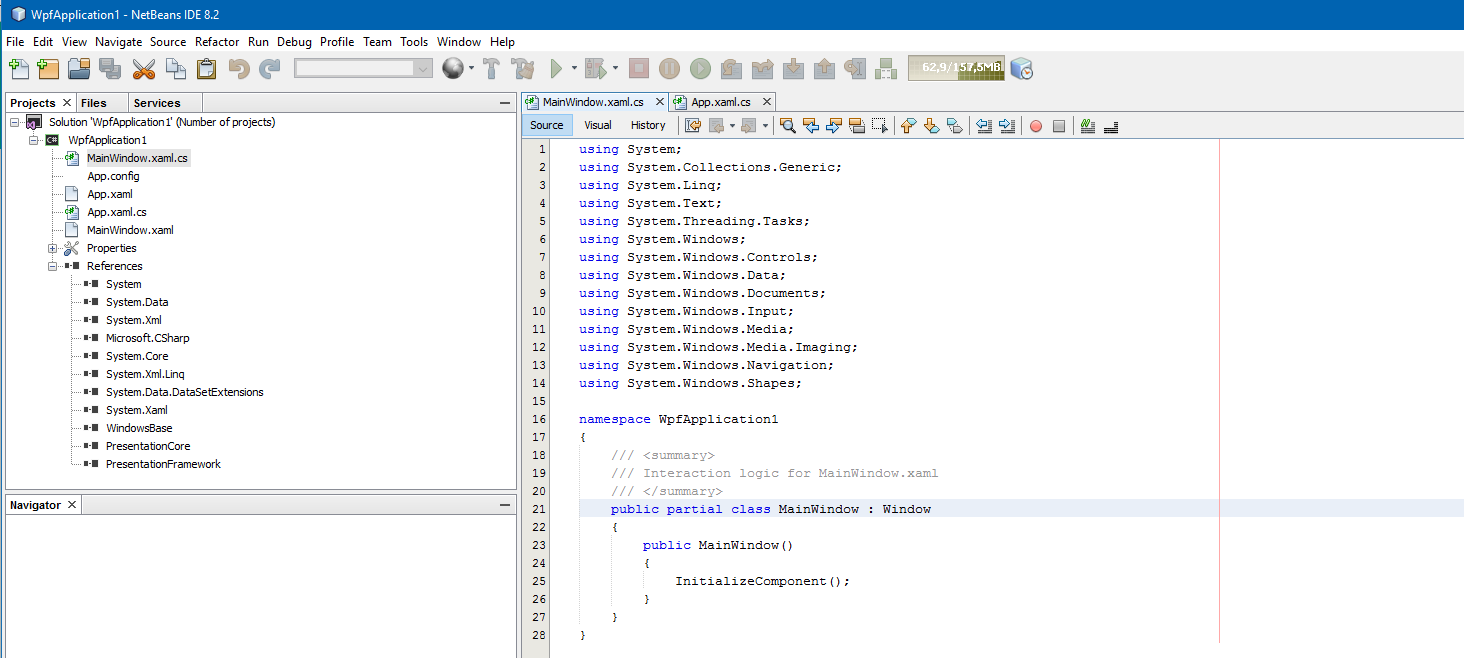 WpfApplication1 - NetBeans IDE 8.2
File Edit View Navigate Source Refactor Run Debug Profile Team Tools Window Help
62,9/157,5MB
Projects Files Services
Solution 'WpfApplication1' (Number of projects)
C# WpfApplication1
MainWindow.xaml.cs
App.config
App.xaml
App.xaml.cs
MainWindow.xaml
Properties
References
System
System.Data
System.Xml
Microsoft.CSharp
System.Core
System.Xml.Linq
System.Data.DataSetExtensions
System.Xaml
WindowsBase
PresentationCore
PresentationFramework
Navigator
MainWindow.xaml.cs App.xaml.cs
Source Visual History
1 using System;
2 using System.Collections.Generic;
3 using System.Linq;
4 using System.Text;
5 using System.Threading.Tasks;
6 using System.Windows;
7 using System.Windows.Controls;
8 using System.Windows.Data;
9 using System.Windows.Documents;
10 using System.Windows.Input;
11 using System.Windows.Media;
12 using System.Windows.Media.Imaging;
13 using System.Windows.Navigation;
14 using System.Windows.Shapes;
15
16 namespace WpfApplication1
17 {
18 /// <summary>
19 /// Interaction logic for MainWindow.xaml
20 /// </summary>
21 public partial class MainWindow : Window
22 {
23 public MainWindow()
24 {
25 InitializeComponent();
26 }
27 }
28 }